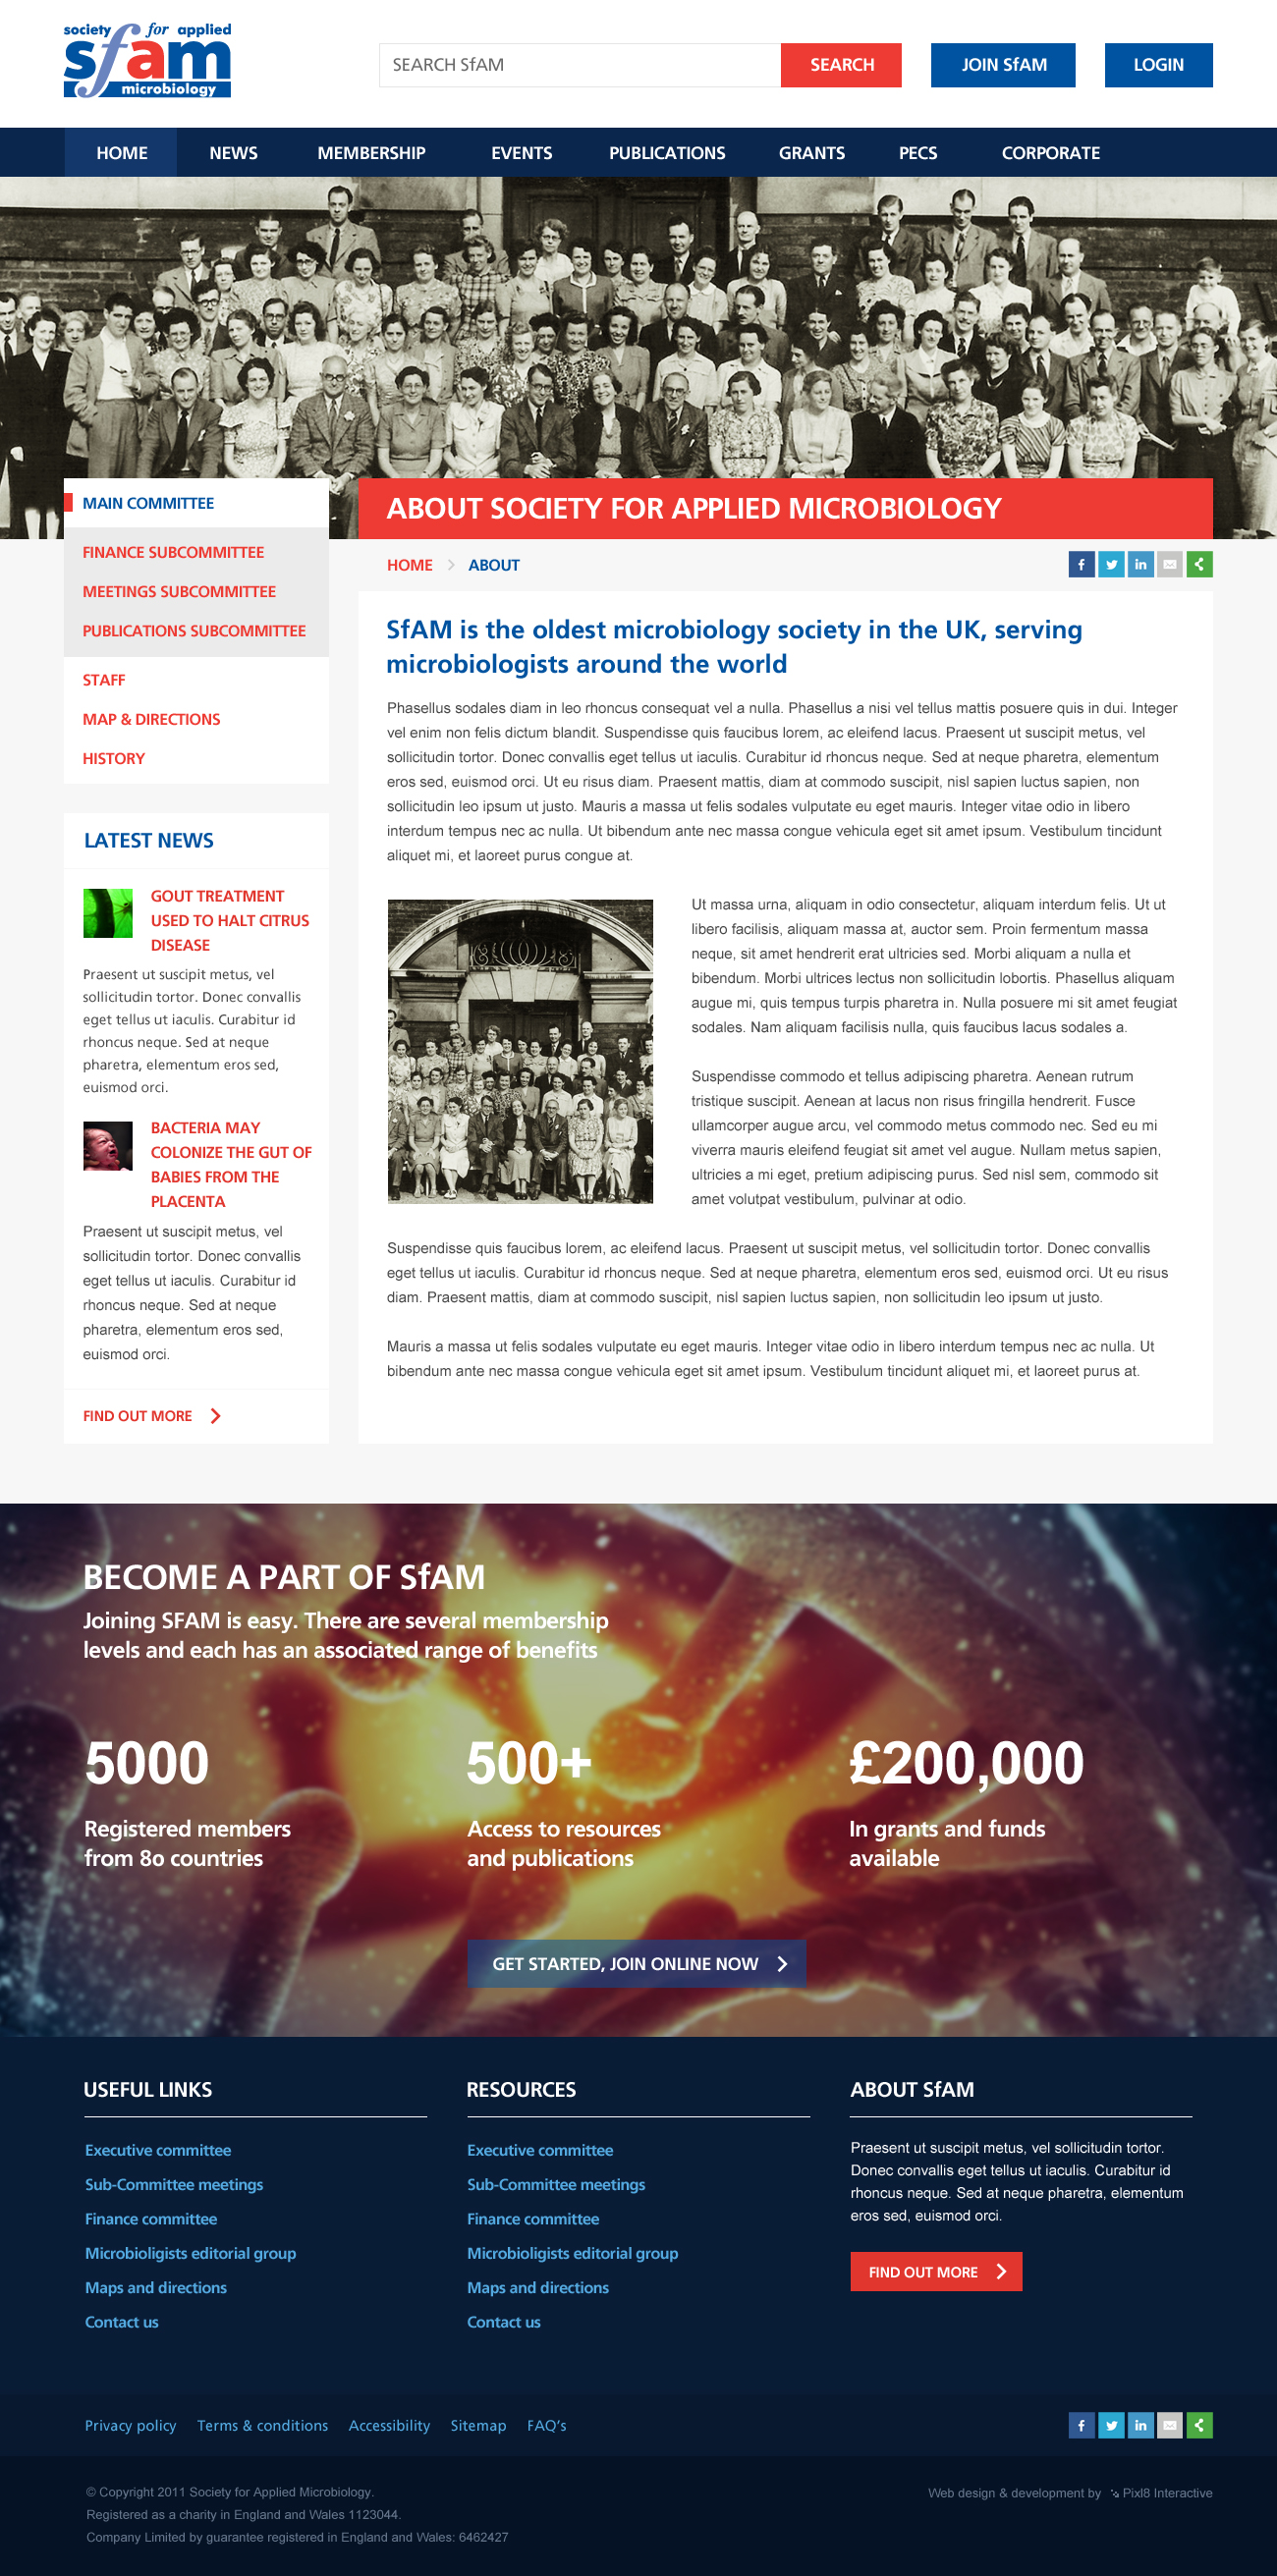 society for applied
sfam
microbiology
SEARCH SfAM
SEARCH
JOIN SfAM
LOGIN
HOME
NEWS
MEMBERSHIP
EVENTS
PUBLICATIONS
GRANTS
PECS
CORPORATE
MAIN COMMITTEE
FINANCE SUBCOMMITTEE
MEETINGS SUBCOMMITTEE
PUBLICATIONS SUBCOMMITTEE
STAFF
MAP & DIRECTIONS
HISTORY
LATEST NEWS
GOUT TREATMENT
USED TO HALT CITRUS
DISEASE
Praesent ut suscipit metus, vel
sollicitudin tortor. Donec convallis
eget tellus ut iaculis. Curabitur id
rhoncus neque. Sed at neque
pharetra, elementum eros sed,
euismod orci.
BACTERIA MAY
COLONIZE THE GUT OF
BABIES FROM THE
PLACENTA
Praesent ut suscipit metus, vel
sollicitudin tortor. Donec convallis
eget tellus ut iaculis. Curabitur id
rhoncus neque. Sed at neque
pharetra, elementum eros sed,
euismod orci.
FIND OUT MORE
ABOUT SOCIETY FOR APPLIED MICROBIOLOGY
HOME > ABOUT
SfAM is the oldest microbiology society in the UK, serving
microbiologists around the world
Phasellus sodales diam in leo rhoncus consequat vel a nulla. Phasellus a nisi vel tellus mattis posuere quis in dui. Integer
vel enim non felis dictum blandit. Suspendisse quis faucibus lorem, ac eleifend lacus. Praesent ut suscipit metus, vel
sollicitudin tortor. Donec convallis eget tellus ut iaculis. Curabitur id rhoncus neque. Sed at neque pharetra, elementum
eros sed, euismod orci. Ut eu risus diam. Praesent mattis, diam at commodo suscipit, nisl sapien luctus sapien, non
sollicitudin leo ipsum ut justo. Mauris a massa ut felis sodales vulputate eu eget mauris. Integer vitae odio in libero
interdum tempus nec ac nulla. Ut bibendum ante nec massa congue vehicula eget sit amet ipsum. Vestibulum tincidunt
aliquet mi, et laoreet purus congue at.
Ut massa urna, aliquam in odio consectetur, aliquam interdum felis. Ut ut
libero facilisis, aliquam massa at, auctor sem. Proin fermentum massa
neque, sit amet hendrerit erat ultricies sed. Morbi aliquam a nulla et
bibendum. Morbi ultrices lectus non sollicitudin lobortis. Phasellus aliquam
augue mi, quis tempus turpis pharetra in. Nulla posuere mi sit amet feugiat
sodales. Nam aliquam facilisis nulla, quis faucibus lacus sodales a.
Suspendisse commodo et tellus adipiscing pharetra. Aenean rutrum
tristique suscipit. Aenean at lacus non risus fringilla hendrerit. Fusce
ullamcorper augue arcu, vel commodo metus commodo nec. Sed eu mi
viverra mauris eleifend feugiat sit amet vel augue. Nullam metus sapien,
ultricies a mi eget, pretium adipiscing purus. Sed nisl sem, commodo sit
amet volutpat vestibulum, pulvinar at odio.
Suspendisse quis faucibus lorem, ac eleifend lacus. Praesent ut suscipit metus, vel sollicitudin tortor. Donec convallis
eget tellus ut iaculis. Curabitur id rhoncus neque. Sed at neque pharetra, elementum eros sed, euismod orci. Ut eu risus
diam. Praesent mattis, diam at commodo suscipit, nisl sapien luctus sapien, non sollicitudin leo ipsum ut justo.
Mauris a massa ut felis sodales vulputate eu eget mauris. Integer vitae odio in libero interdum tempus nec ac nulla. Ut
bibendum ante nec massa congue vehicula eget sit amet ipsum. Vestibulum tincidunt aliquet mi, et laoreet purus at.
BECOME A PART OF SfAM
Joining SFAM is easy. There are several membership
levels and each has an associated range of benefits
5000
Registered members
from 80 countries
500+
Access to resources
and publications
£200,000
In grants and funds
available
GET STARTED, JOIN ONLINE NOW
USEFUL LINKS
Executive committee
Sub-Committee meetings
Finance committee
Microbioligists editorial group
Maps and directions
Contact us
RESOURCES
Executive committee
Sub-Committee meetings
Finance committee
Microbioligists editorial group
Maps and directions
Contact us
ABOUT SfAM
Praesent ut suscipit metus, vel sollicitudin tortor.
Donec convallis eget tellus ut iaculis. Curabitur id
rhoncus neque. Sed at neque pharetra, elementum
eros sed, euismod orci.
FIND OUT MORE
Privacy policy
Terms & conditions
Accessibility
Sitemap
FAQ's
© Copyright 2011 Society for Applied Microbiology.
Registered as a charity in England and Wales 1123044.
Company Limited by guarantee registered in England and Wales: 6462427
Web design & development by Pixl8 Interactive